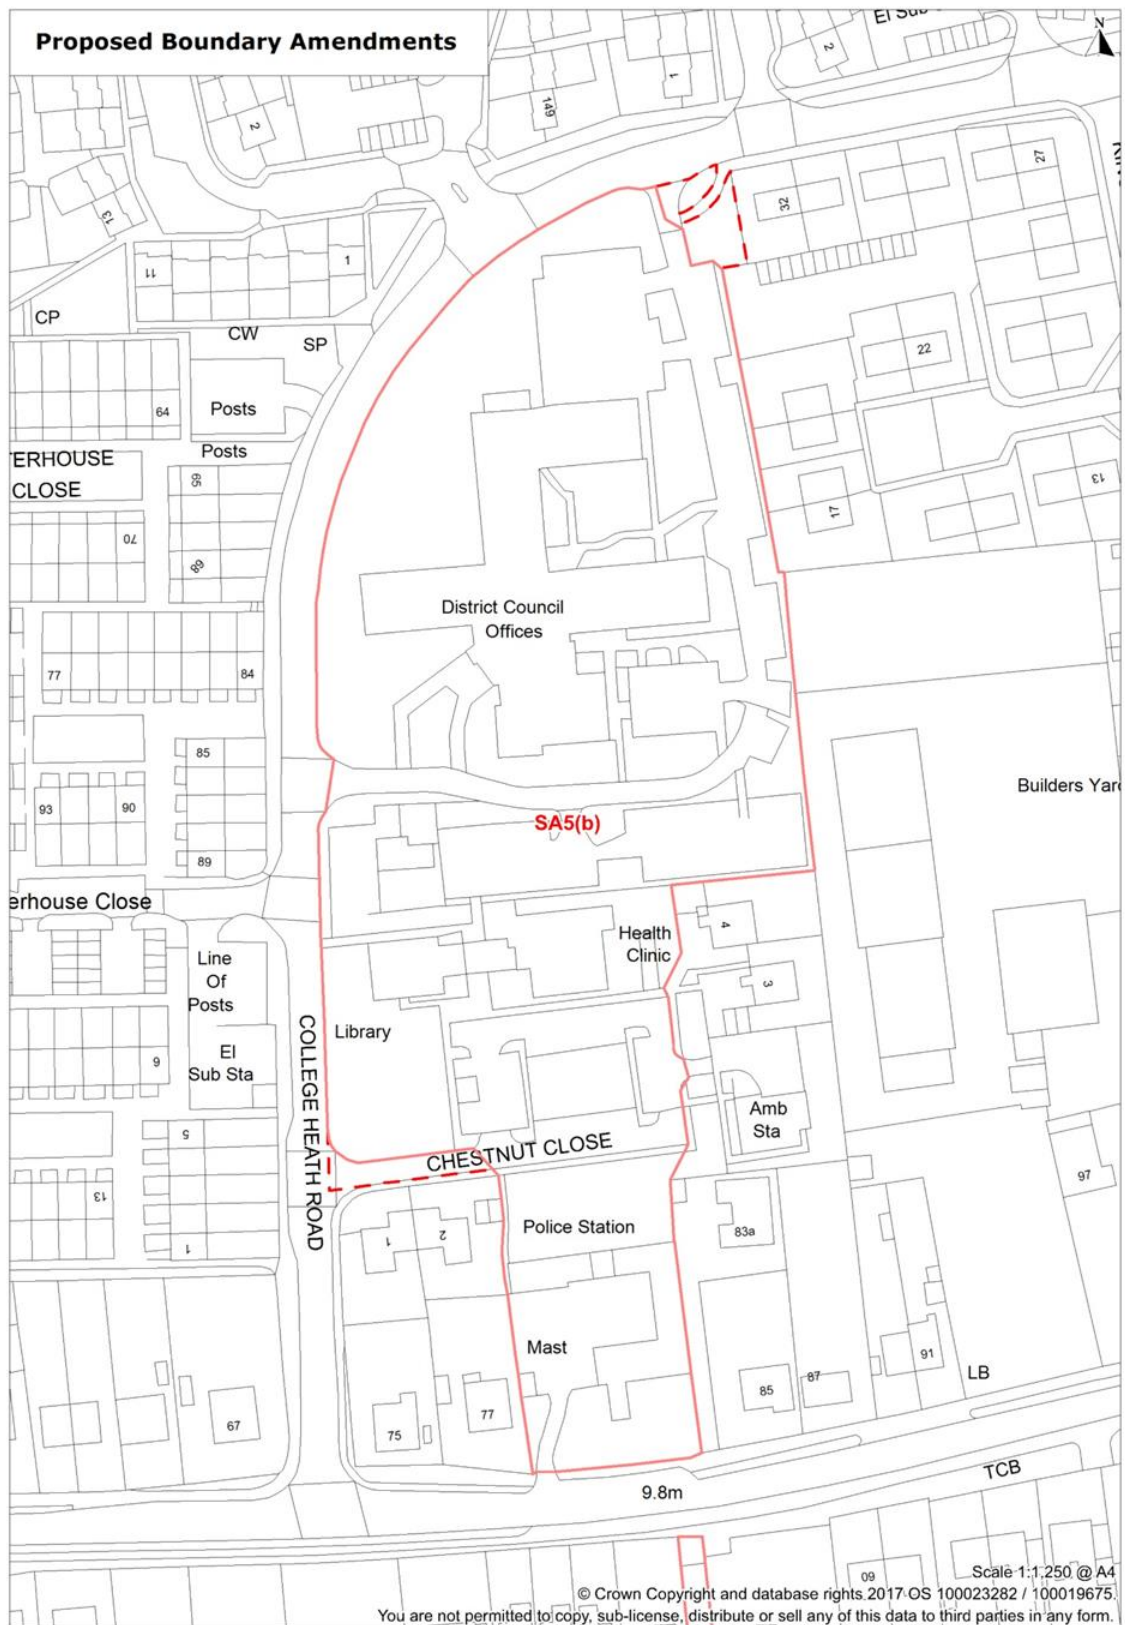 Proposed Boundary Amendments
N
2
149
1
2
27
32
13
11
1
CP
CW
SP
22
64
Posts
Posts
ERHOUSE
CLOSE
65
13
17
70
68
District Council
Offices
77
84
85
Builders Yar
93
90
SA5(b)
89
erhouse Close
4
Health
Clinic
Line
Of
Posts
3
Library
COLLEGE HEATH ROAD
El
Sub Sta
9
Amb
Sta
5
CHESTNUT CLOSE
97
13
1
1
2
Police Station
83a
Mast
91
LB
85
87
67
75
77
TCB
9.8m
09
Scale 1:1,250 @ A4
© Crown Copyright and database rights 2017 OS 100023282 / 100019675.
You are not permitted to copy, sub-license, distribute or sell any of this data to third parties in any form.